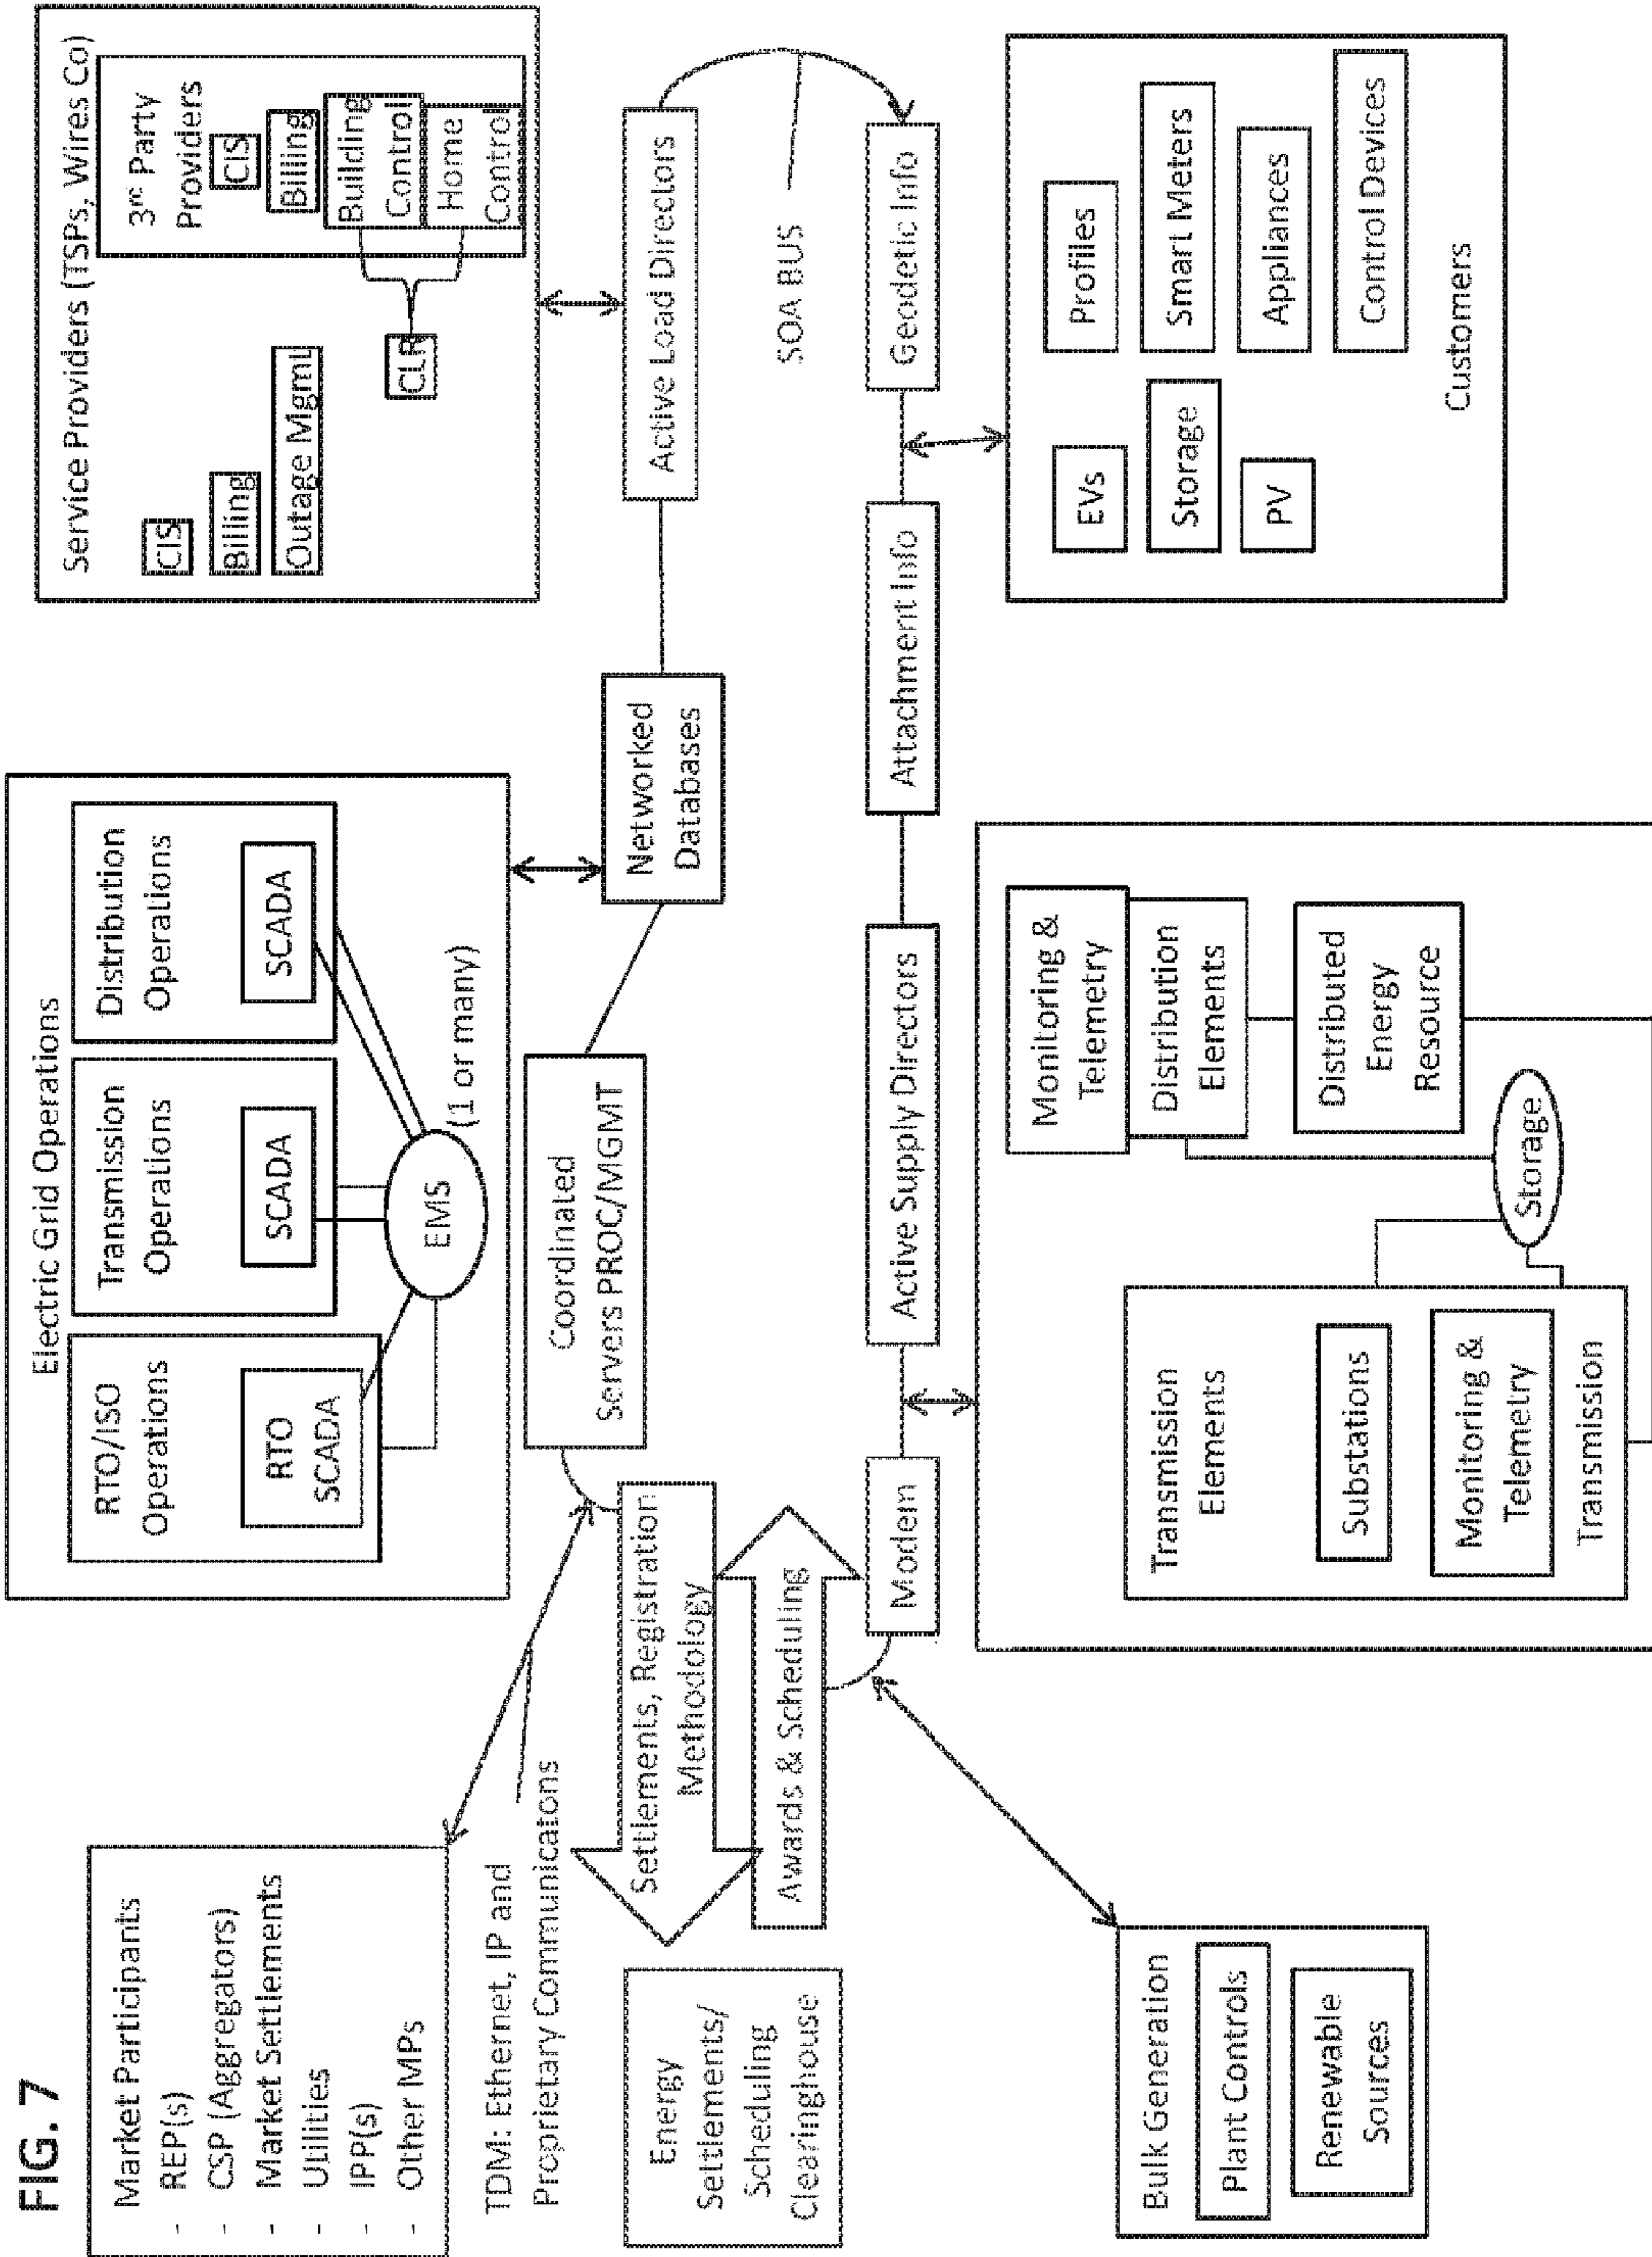 FIG. 7
Market Participants
- REP(s)
- CSP (Aggregators)
- Market Settlements
- Utilities
- IPP(s)
- Other MPs
TDM: Ethernet, IP and
Proprietary Communicatons
Energy
Settlements/
Scheduling
Clearinghouse
Bulk Generation
Plant Controls
Renewable
Sources
Settlements, Registration
Methodology
Awards & Scheduling
Electric Grid Operations
RTO/ISO
Operations
RTO
SCADA
Transmission
Operations
SCADA
Distribution
Operations
SCADA
EMS
(1 or many)
Coordinated
Servers PROC/MGMT
Networked
Databases
Modem
Active Supply Directors
Attachment Info
Geodetic Info
Transmission
Elements
Substations
Monitoring &
Telemetry
Transmission
Monitoring &
Telemetry
Distribution
Elements
Distributed
Energy
Resource
Storage
Service Providers (TSPs, Wires Co)
CIS
Billing
Outage Mgmt
CLR
3rd Party
Providers
CIS
Billing
Building
Control
Home
Control
Active Load Directors
SOA BUS
EVs
Storage
PV
Profiles
Smart Meters
Appliances
Control Devices
Customers